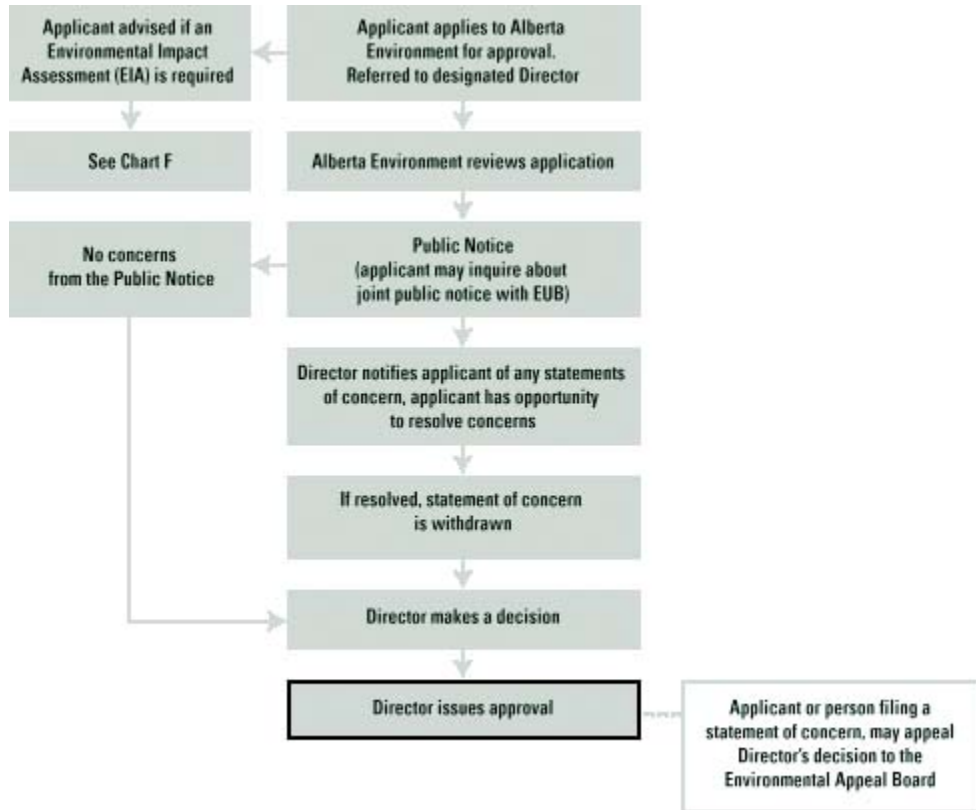 Applicant advised if an
Environmental Impact
Assessment (EIA) is required
Applicant applies to Alberta
Environment for approval.
Referred to designated Director
See Chart F
Alberta Environment reviews application
No concerns
from the Public Notice
Public Notice
(applicant may inquire about
joint public notice with EUB)
Director notifies applicant of any statements
of concern, applicant has opportunity
to resolve concerns
If resolved, statement of concern
is withdrawn
Director makes a decision
Director issues approval
Applicant or person filing a
statement of concern, may appeal
Director's decision to the
Environmental Appeal Board